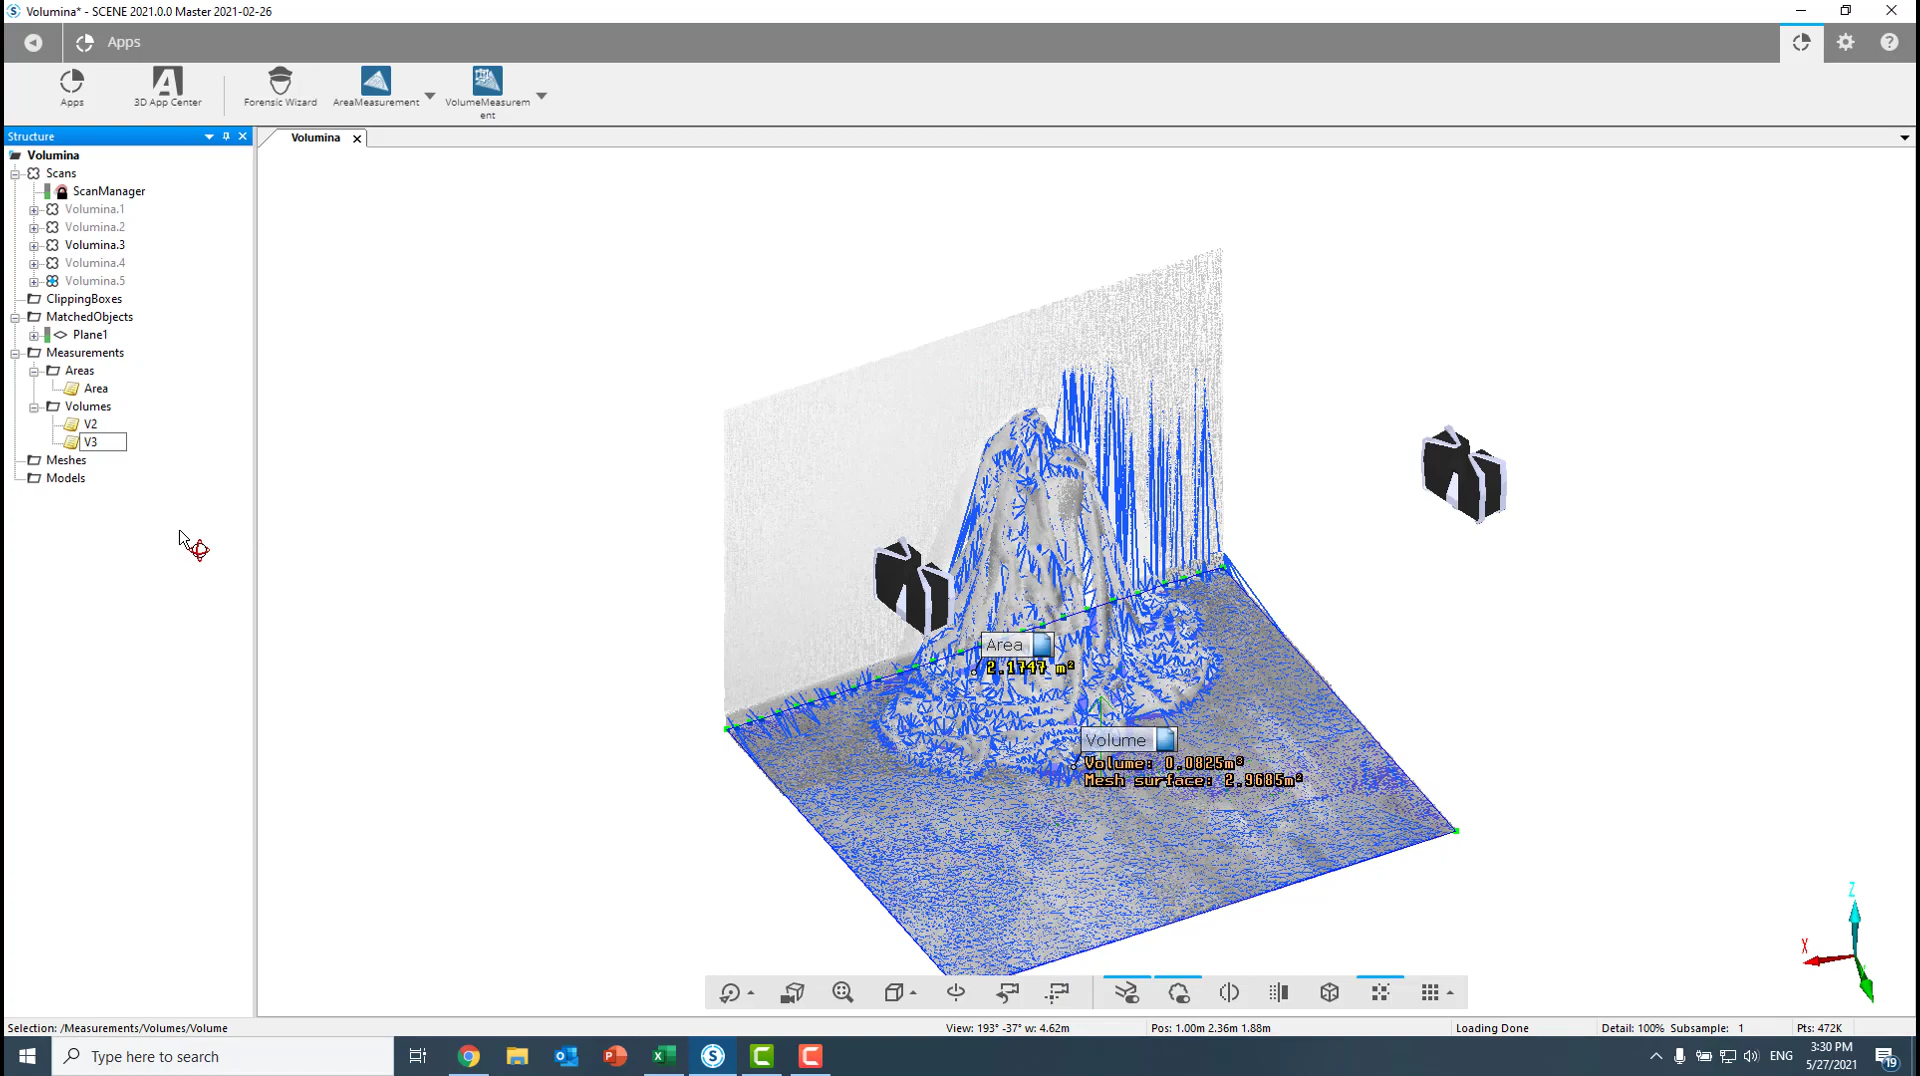 Volumina* - SCENE 2021.0.0 Master 2021-02-26
Apps
Apps
3D App Center
Forensic Wizard
AreaMeasurement
VolumeMeasurem
ent
Structure
Volumina
Volumina
Scans
ScanManager
Volumina.1
Volumina.2
Volumina.3
Volumina.4
Volumina.5
ClippingBoxes
MatchedObjects
Plane1
Measurements
Areas
Area
Volumes
V2
V3
Meshes
Models
Area
2.1747 m²
Volume
Volume: 0.0825m³
Mesh surface: 2.9685m²
Z
X
Selection: /Measurements/Volumes/Volume
View: 193° -37° w: 4.62m
Pos: 1.00m 2.36m 1.88m
Loading Done
Detail: 100% Subsample: 1
Pts: 472K
Type here to search
ENG
3:30 PM
5/27/2021
19